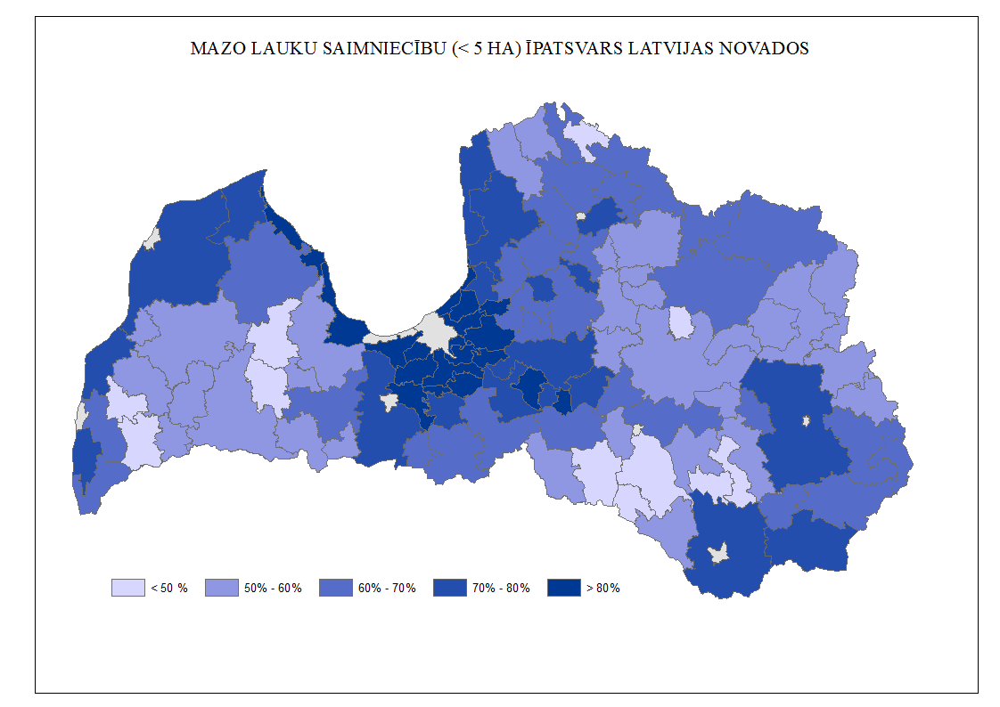 MAZO LAUKU SAIMNIECĪBU (< 5 HA) ĪPATSVARS LATVIJAS NOVADOS
< 50 % 50% - 60% 60% - 70% 70% - 80% > 80%